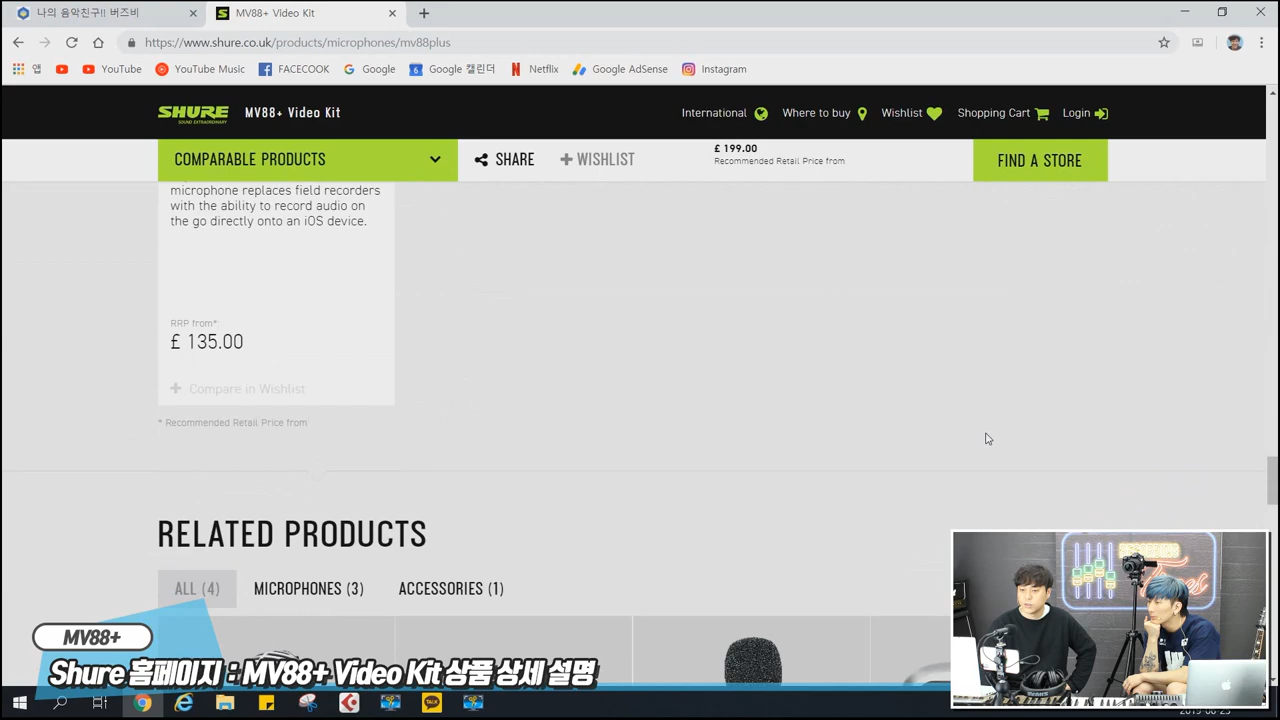 나의 음악친구!! 버즈비
MV88+ Video Kit
https://www.shure.co.uk/products/microphones/mv88plus
앱
YouTube
YouTube Music
FACECOOK
Google
Google 캘린더
Netflix
Google AdSense
Instagram
SHURE
SOUND EXTRAORDINARY
MV88+ Video Kit
International
Where to buy
Wishlist
Shopping Cart
Login
COMPARABLE PRODUCTS
SHARE
WISHLIST
£ 199.00
Recommended Retail Price from
FIND A STORE
microphone replaces field recorders
with the ability to record audio on
the go directly onto an iOS device.
RRP from*
£ 135.00
Compare in Wishlist
* Recommended Retail Price from
RELATED PRODUCTS
ALL (4)
MICROPHONES (3)
ACCESSORIES (1)
MV88+
Shure 홈페이지 : MV88+ Video Kit 상품 상세 설명
TALK